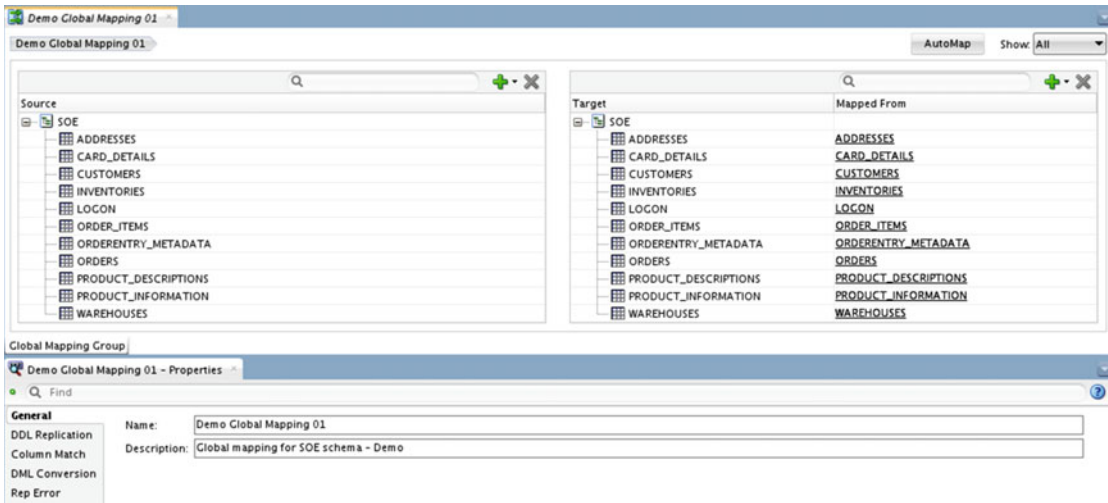 Demo Global Mapping 01
Demo Global Mapping 01
AutoMap Show: All
Source
SOE
ADDRESSES
CARD_DETAILS
CUSTOMERS
INVENTORIES
LOGON
ORDER_ITEMS
ORDERENTRY_METADATA
ORDERS
PRODUCT_DESCRIPTIONS
PRODUCT_INFORMATION
WAREHOUSES
Target Mapped From
SOE
ADDRESSES ADDRESSES
CARD_DETAILS CARD_DETAILS
CUSTOMERS CUSTOMERS
INVENTORIES INVENTORIES
LOGON LOGON
ORDER_ITEMS ORDER_ITEMS
ORDERENTRY_METADATA ORDERENTRY_METADATA
ORDERS ORDERS
PRODUCT_DESCRIPTIONS PRODUCT_DESCRIPTIONS
PRODUCT_INFORMATION PRODUCT_INFORMATION
WAREHOUSES WAREHOUSES
Global Mapping Group
Demo Global Mapping 01 - Properties
Find
General
DDL Replication
Column Match
DML Conversion
Rep Error
Name: Demo Global Mapping 01
Description: Global mapping for SOE schema - Demo